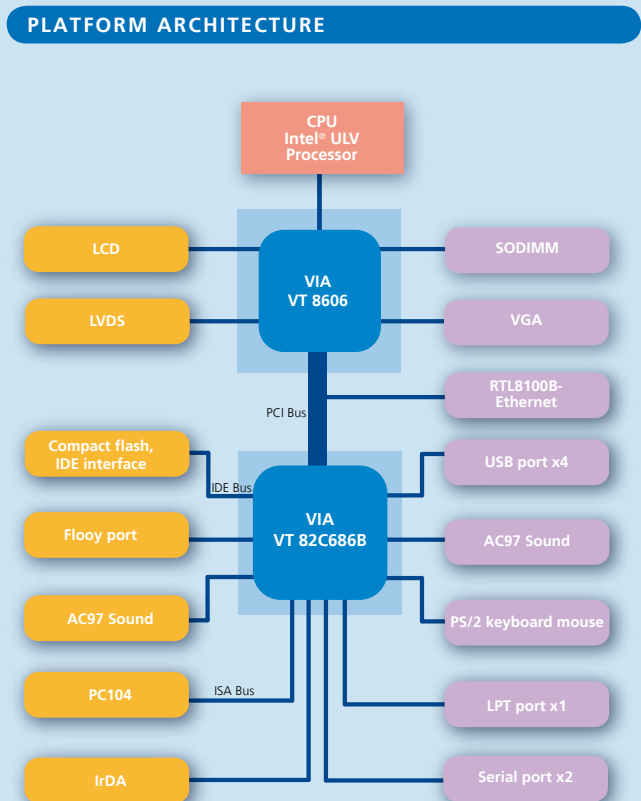 PLATFORM ARCHITECTURE
CPU
Intel® ULV
Processor
LCD
VIA
VT 8606
SODIMM
LVDS
VGA
PCI Bus
RTL8100B-
Ethernet
Compact flash,
IDE interface
IDE Bus
USB port x4
Flooy port
VIA
VT 82C686B
AC97 Sound
AC97 Sound
PS/2 keyboard mouse
PC104
ISA Bus
LPT port x1
IrDA
Serial port x2